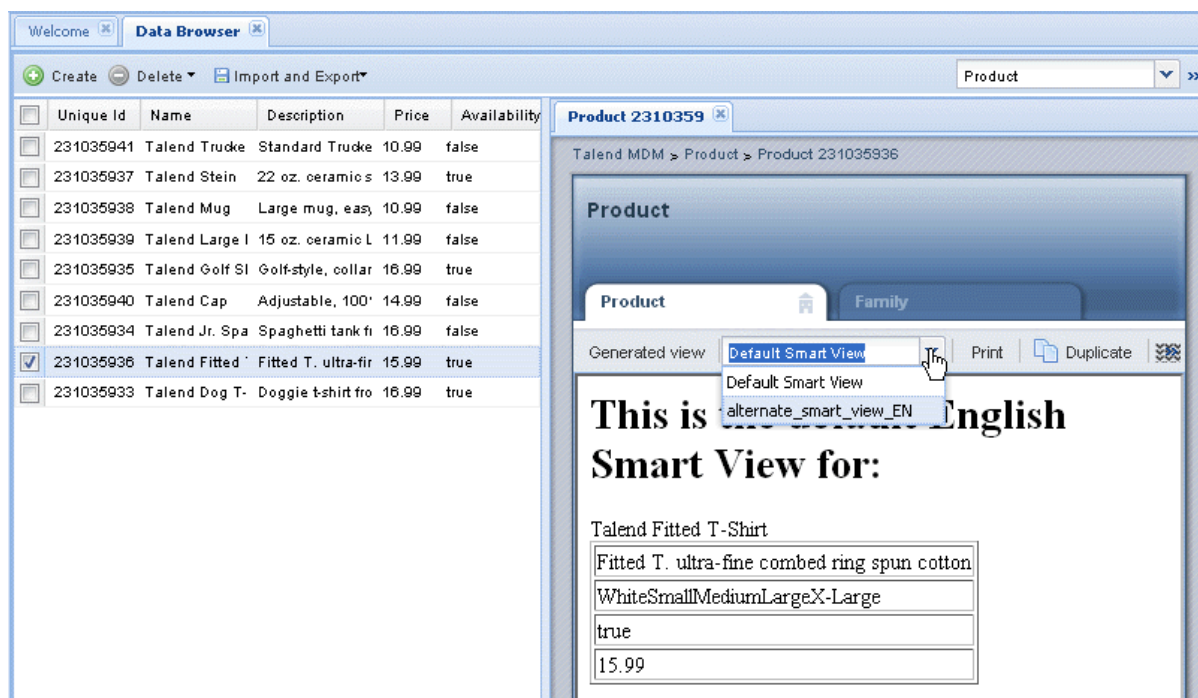 Welcome Data Browser
Create Delete Import and Export Product »
Unique Id Name Description Price Availability
231035941 Talend Trucke Standard Trucke 10.99 false
231035937 Talend Stein 22 oz. ceramic s 13.99 true
231035938 Talend Mug Large mug, easy 10.99 false
231035939 Talend Large 15 oz. ceramic L 11.99 false
231035935 Talend Golf Golf-style, collar 16.99 true
231035940 Talend Cap Adjustable, 100 14.99 false
231035934 Talend Jr. Spa Spaghetti tank 16.99 false
231035936 Talend Fitted Fitted T. ultra-fir 15.99 true
231035933 Talend Dog T- Doggie t-shirt fro 16.99 true
Product 2310359
Talend MDM > Product > Product 231035936
Product
Product Family
Generated view Default Smart View Print Duplicate
Default Smart View
alternate_smart_view_EN
This is the default English
Smart View for:
Talend Fitted T-Shirt
Fitted T. ultra-fine combed ring spun cotton
WhiteSmallMediumLargeX-Large
true
15.99